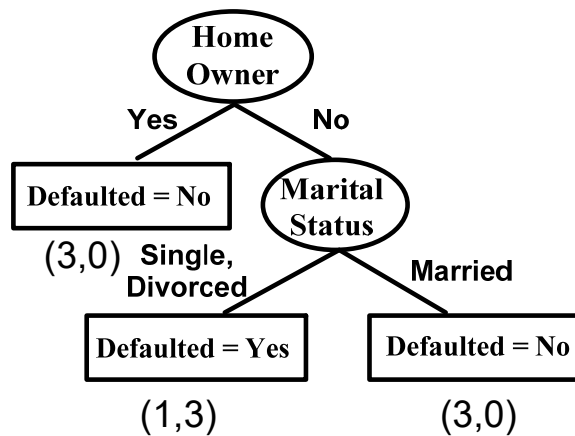 Home
Owner
Yes
No
Defaulted = No
Marital
Status
(3,0)
Single,
Divorced
Married
Defaulted = Yes
Defaulted = No
(1,3)
(3,0)